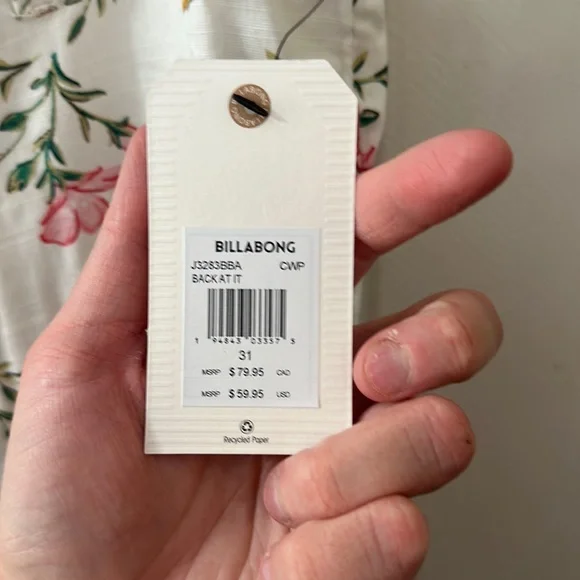 BILLABONG
BILLABONG
J3283BBA CWP
BACK AT IT
1 94843 03357 5
31
MSRP $79.95 CAD
MSRP $59.95 USD
Recycled Paper